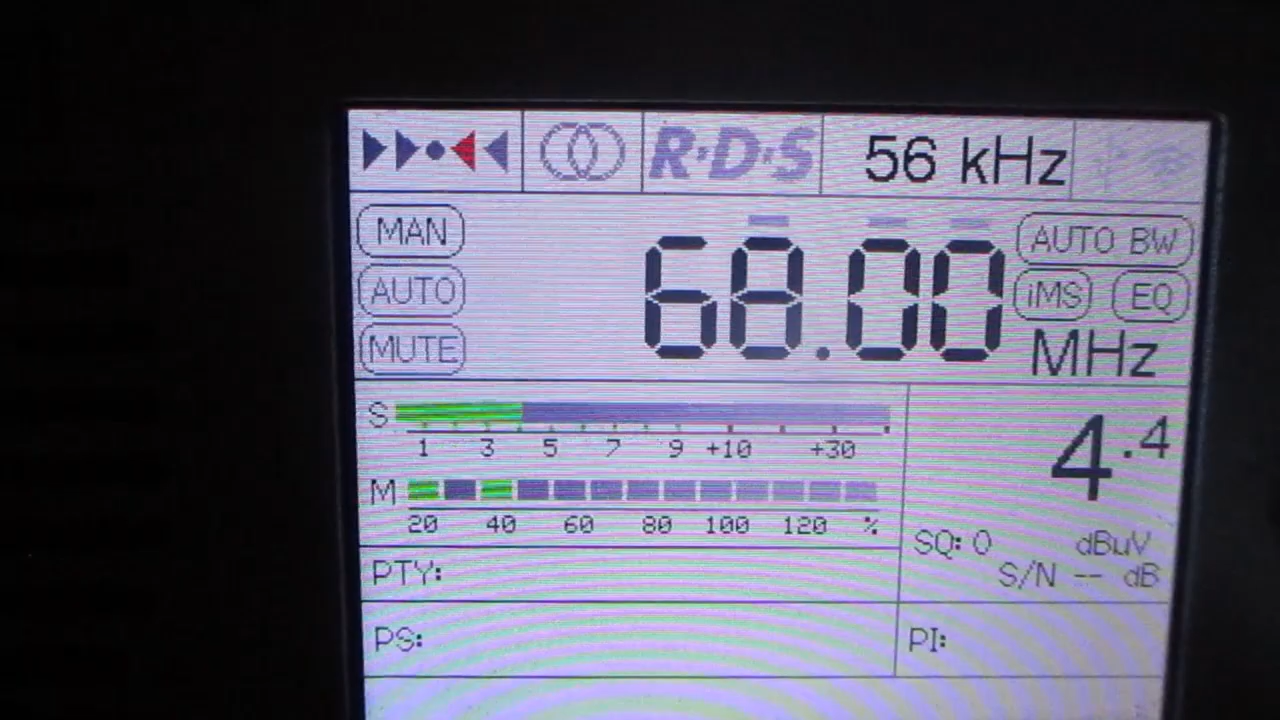 R·D·S 56 kHz
MAN 68.00 AUTO BW
AUTO iMS EQ
MUTE MHz
S
1 3 5 7 9 +10 +30
4.4
M
20 40 60 80 100 120 %
SQ: 0 dBuV
PTY: S/N -- dB
PS: PI: